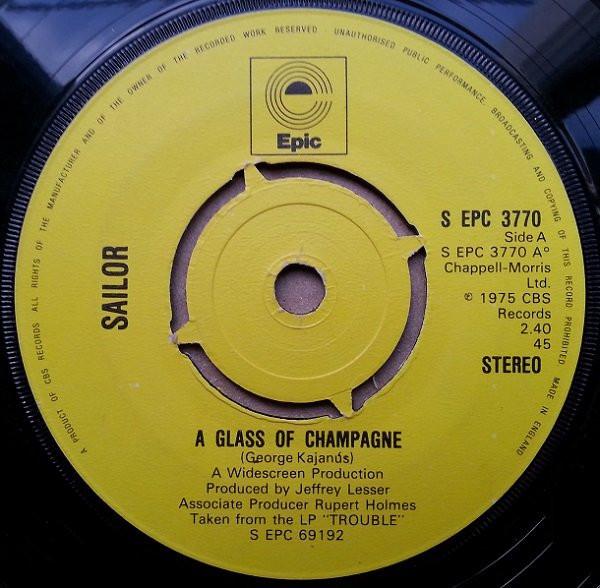 A PRODUCT OF CBS RECORDS ALL RIGHTS OF THE MANUFACTURER AND OF THE OWNER OF THE RECORDED WORK RESERVED · UNAUTHORISED PUBLIC PERFORMANCE, BROADCASTING AND COPYING OF THIS RECORD PROHIBITED MADE IN ENGLAND
Epic
SAILOR
S EPC 3770
Side A
S EPC 3770 A°
Chappell-Morris
Ltd.
℗ 1975 CBS
Records
2.40
45
STEREO
A GLASS OF CHAMPAGNE
(George Kajanus)
A Widescreen Production
Produced by Jeffrey Lesser
Associate Producer Rupert Holmes
Taken from the LP "TROUBLE"
S EPC 69192